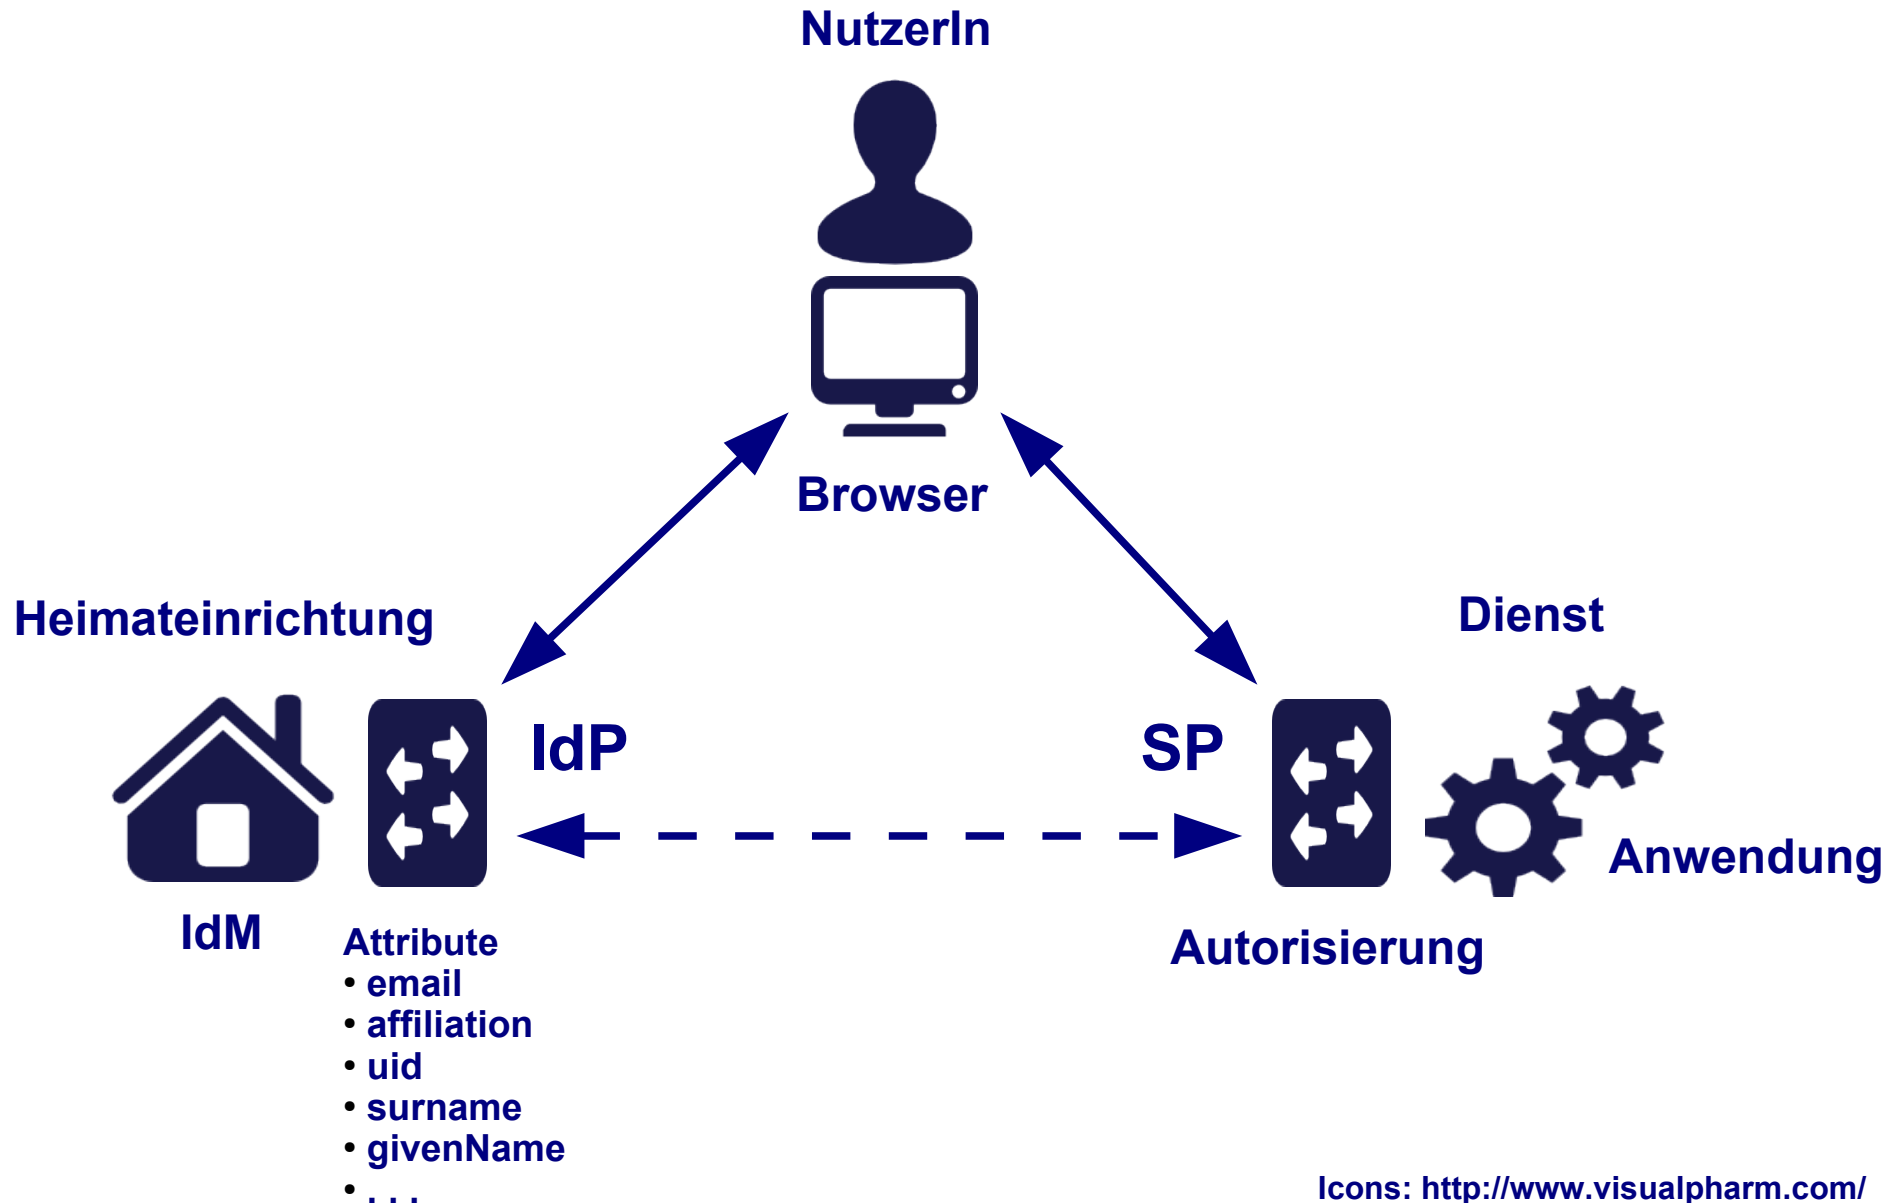 NutzerIn
Browser
Heimateinrichtung
Dienst
IdP
SP
Anwendung
IdM
Autorisierung
Attribute
• email
• affiliation
• uid
• surname
• givenName
• . . .
Icons: http://www.visualpharm.com/